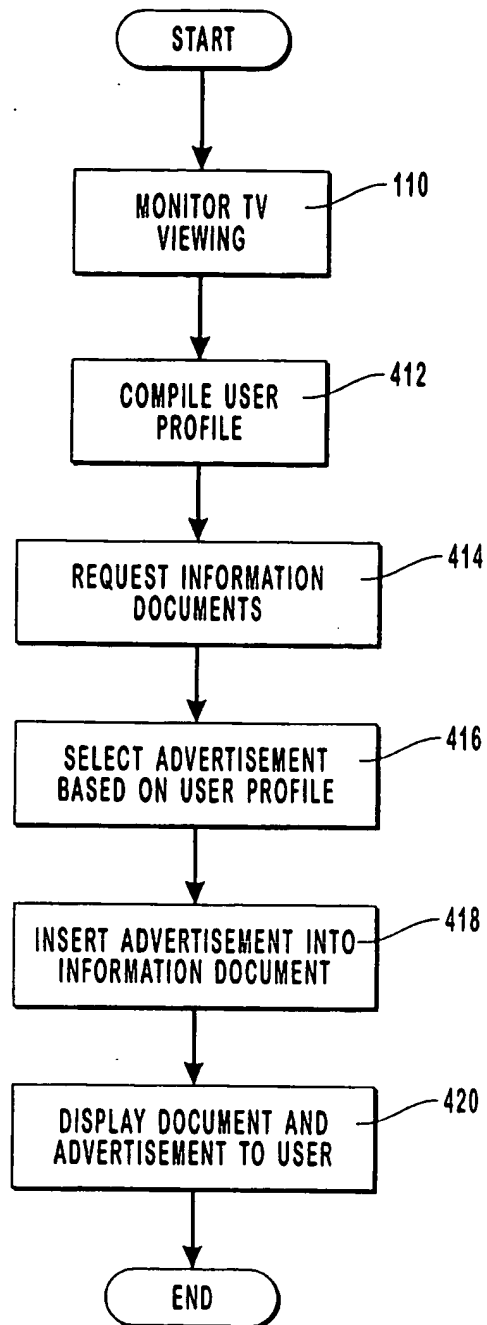 START
MONITOR TV
VIEWING
110
COMPILE USER
PROFILE
412
REQUEST INFORMATION
DOCUMENTS
414
SELECT ADVERTISEMENT
BASED ON USER PROFILE
416
INSERT ADVERTISEMENT INTO
INFORMATION DOCUMENT
418
DISPLAY DOCUMENT AND
ADVERTISEMENT TO USER
420
END